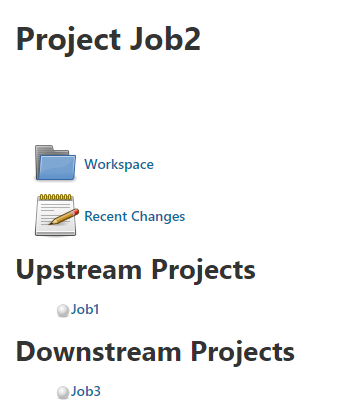 Project Job2
Workspace
Recent Changes
Upstream Projects
Job1
Downstream Projects
Job3